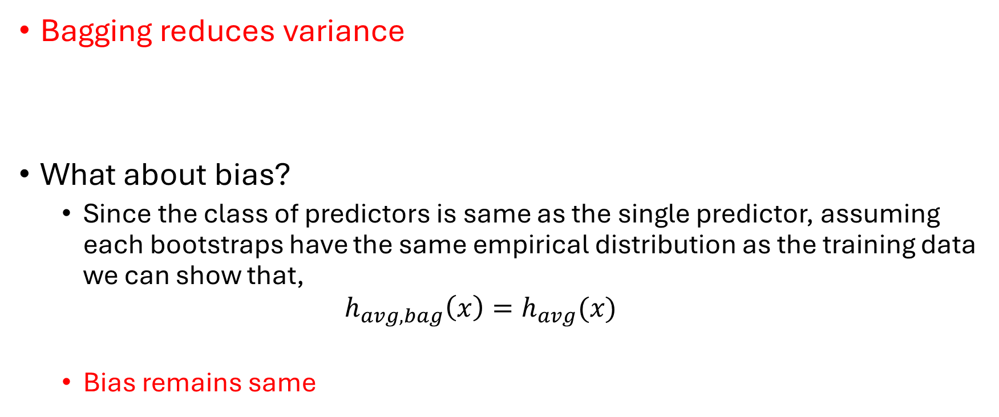 • Bagging reduces variance
• What about bias?
• Since the class of predictors is same as the single predictor, assuming
each bootstraps have the same empirical distribution as the training data
we can show that,
ℎ_{𝑎𝑣𝑔,𝑏𝑎𝑔}(𝑥) = ℎ_{𝑎𝑣𝑔}(𝑥)
• Bias remains same